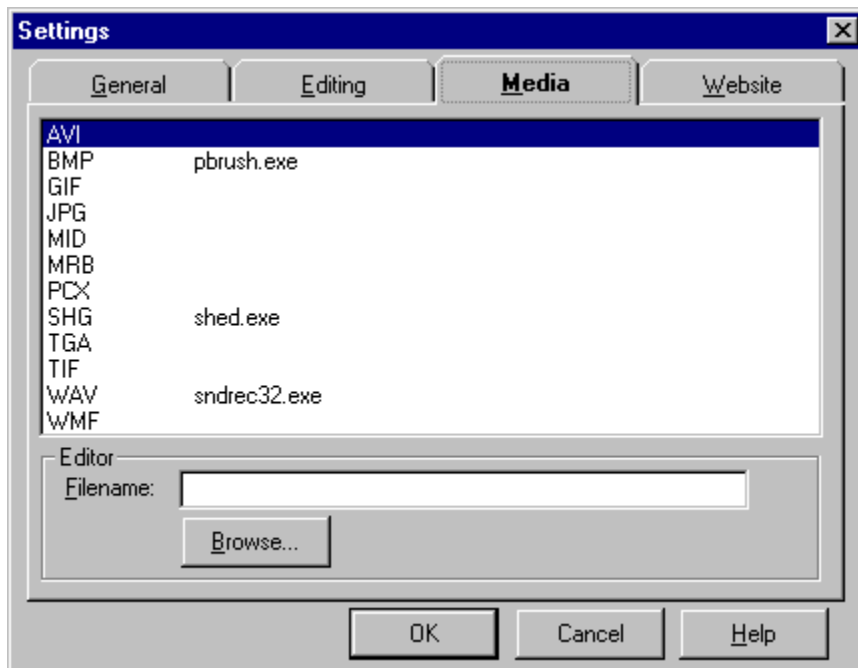 Settings
General Editing Media Website
AVI
BMP pbrush.exe
GIF
JPG
MID
MRB
PCX
SHG shed.exe
TGA
TIF
WAV sndrec32.exe
WMF
Editor
Filename:
Browse...
OK Cancel Help